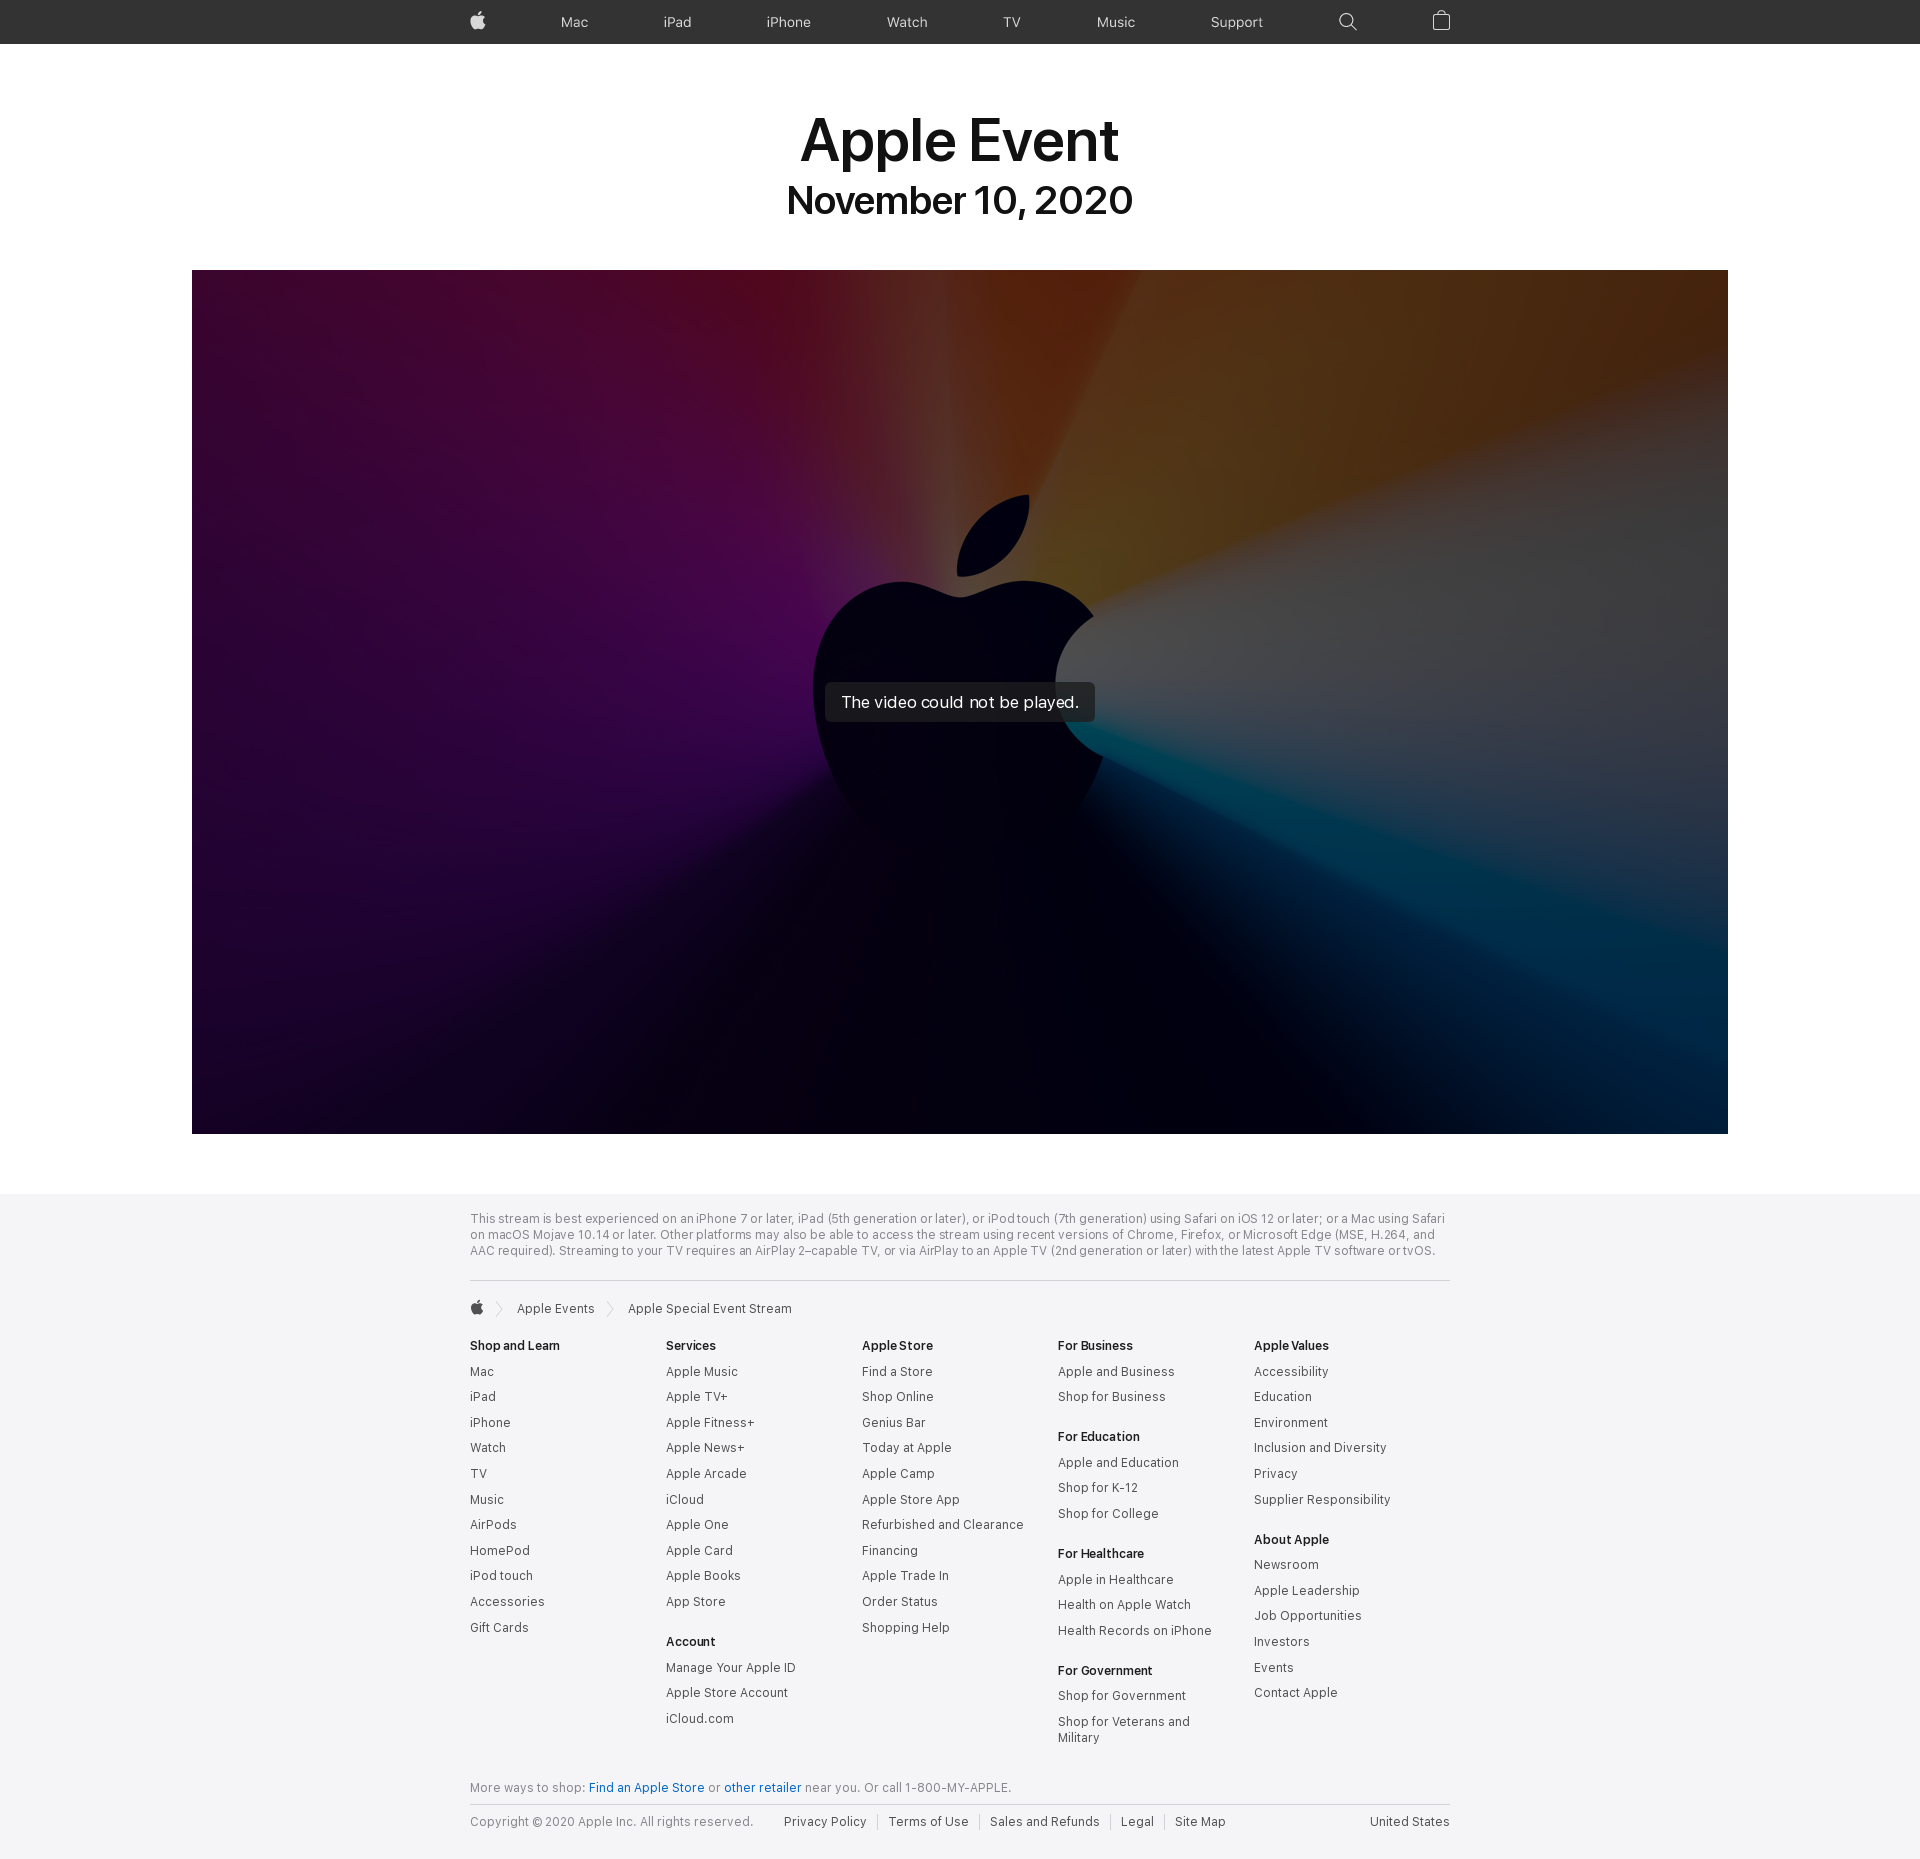 Mac
iPad
iPhone
Watch
TV
Music
Support
Apple Event
November 10, 2020
The video could not be played.
This stream is best experienced on an iPhone 7 or later, iPad (5th generation or later), or iPod touch (7th generation) using Safari on iOS 12 or later; or a Mac using Safari
on macOS Mojave 10.14 or later. Other platforms may also be able to access the stream using recent versions of Chrome, Firefox, or Microsoft Edge (MSE, H.264, and
AAC required). Streaming to your TV requires an AirPlay 2–capable TV, or via AirPlay to an Apple TV (2nd generation or later) with the latest Apple TV software or tvOS.
Apple Events
Apple Special Event Stream
Shop and Learn
Mac
iPad
iPhone
Watch
TV
Music
AirPods
HomePod
iPod touch
Accessories
Gift Cards
Services
Apple Music
Apple TV+
Apple Fitness+
Apple News+
Apple Arcade
iCloud
Apple One
Apple Card
Apple Books
App Store
Account
Manage Your Apple ID
Apple Store Account
iCloud.com
Apple Store
Find a Store
Shop Online
Genius Bar
Today at Apple
Apple Camp
Apple Store App
Refurbished and Clearance
Financing
Apple Trade In
Order Status
Shopping Help
For Business
Apple and Business
Shop for Business
For Education
Apple and Education
Shop for K-12
Shop for College
For Healthcare
Apple in Healthcare
Health on Apple Watch
Health Records on iPhone
For Government
Shop for Government
Shop for Veterans and
Military
Apple Values
Accessibility
Education
Environment
Inclusion and Diversity
Privacy
Supplier Responsibility
About Apple
Newsroom
Apple Leadership
Job Opportunities
Investors
Events
Contact Apple
More ways to shop: Find an Apple Store or other retailer near you. Or call 1-800-MY-APPLE.
Copyright © 2020 Apple Inc. All rights reserved.
Privacy Policy
Terms of Use
Sales and Refunds
Legal
Site Map
United States